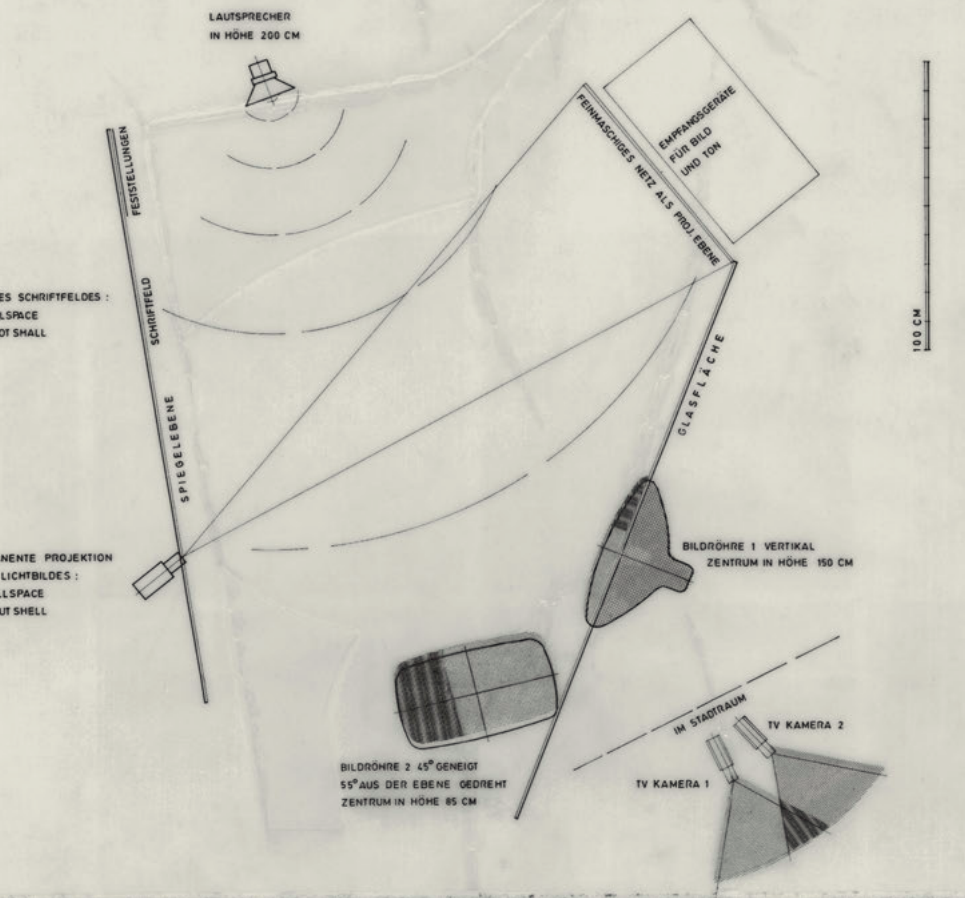 LAUTSPRECHER
IN HÖHE 200 CM
FESTSTELLUNGEN
SCHRIFTFELD
SPIEGELEBENE
FEINMASCHIGES NETZ ALS PROJ. EBENE
EMPFANGSGERÄTE
FÜR BILD
UND TON
100 CM
ES SCHRIFTFELDES :
LSPACE
OT SMALL
GLASFLÄCHE
NENTE PROJEKTION
LICHTBILDES :
LLSPACE
UT SHELL
BILDRÖHRE 1 VERTIKAL
ZENTRUM IN HÖHE 150 CM
IM STADTRAUM
TV KAMERA 2
TV KAMERA 1
BILDRÖHRE 2 45° GENEIGT
55° AUS DER EBENE GEDREHT
ZENTRUM IN HÖHE 85 CM